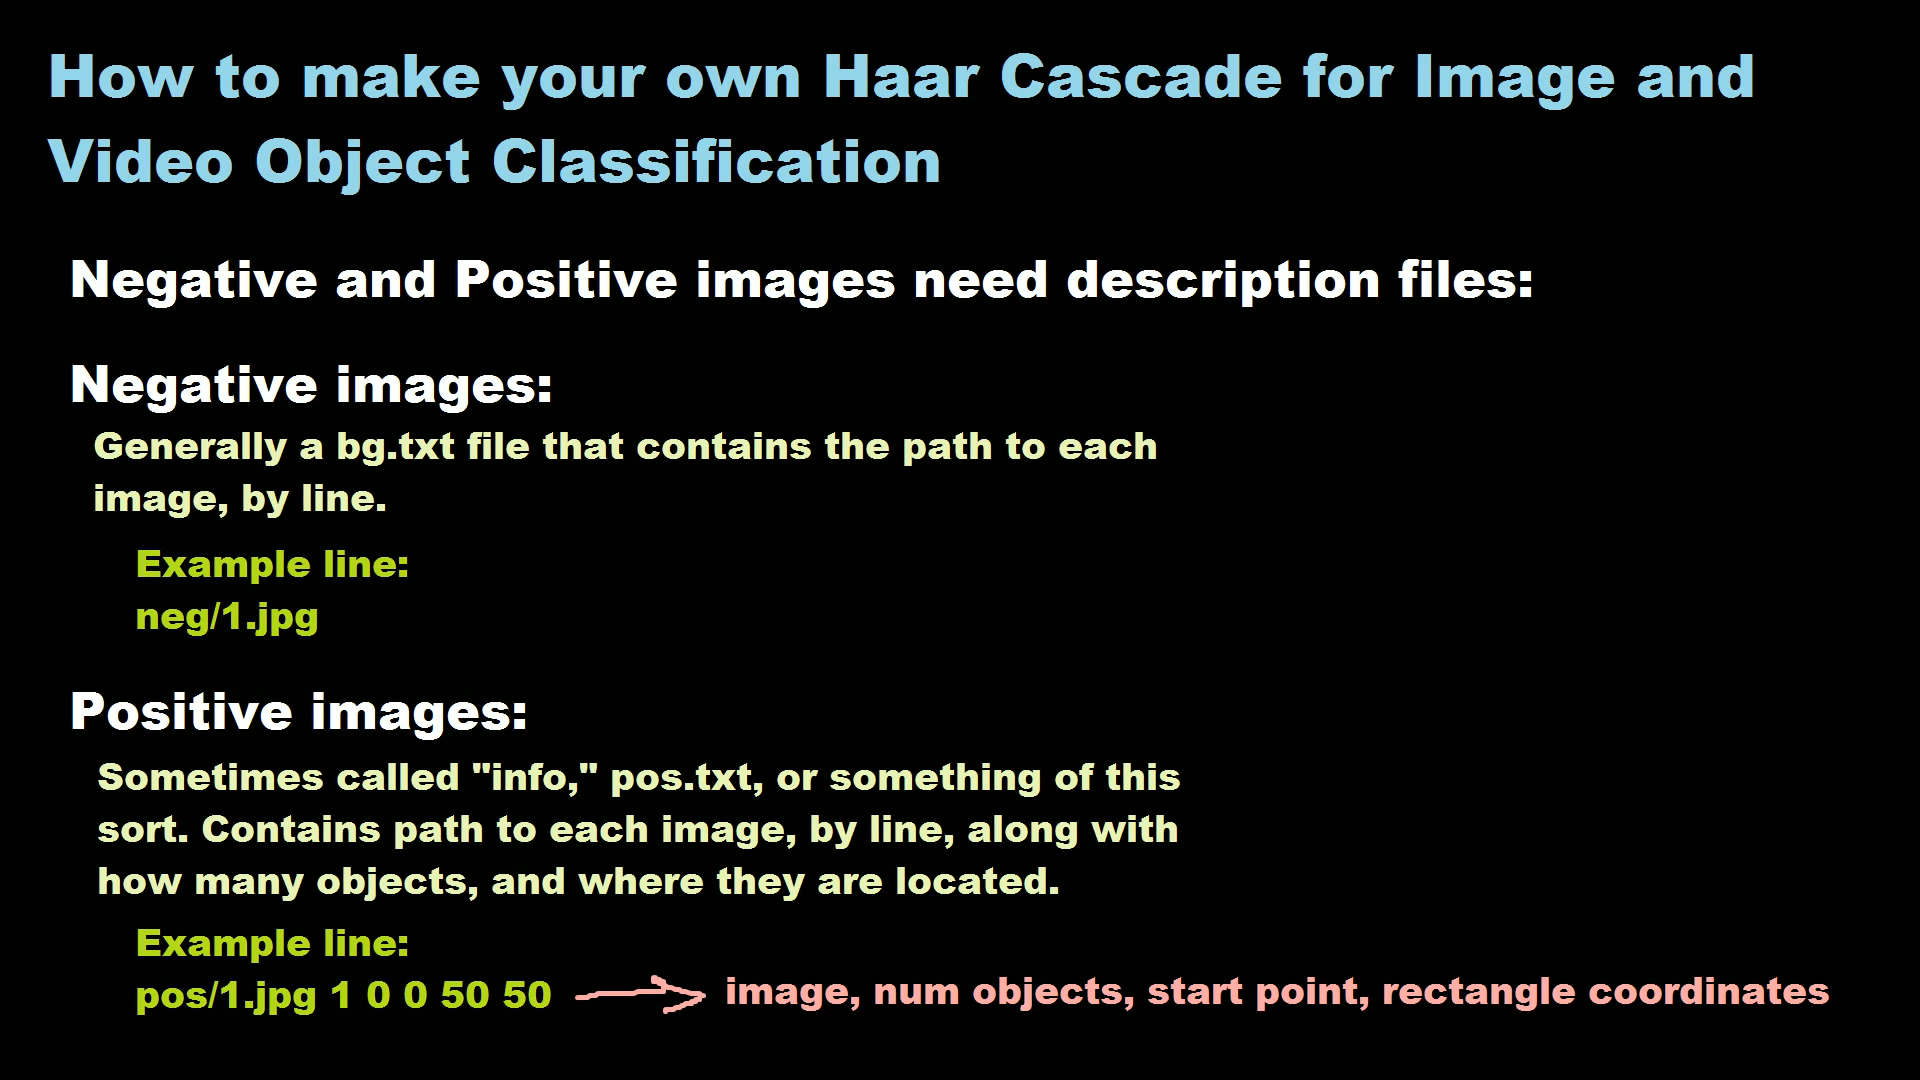 How to make your own Haar Cascade for Image and
Video Object Classification
Negative and Positive images need description files:
Negative images:
Generally a bg.txt file that contains the path to each
image, by line.
Example line:
neg/1.jpg
Positive images:
Sometimes called "info," pos.txt, or something of this
sort. Contains path to each image, by line, along with
how many objects, and where they are located.
Example line:
pos/1.jpg 1 0 0 50 50 image, num objects, start point, rectangle coordinates